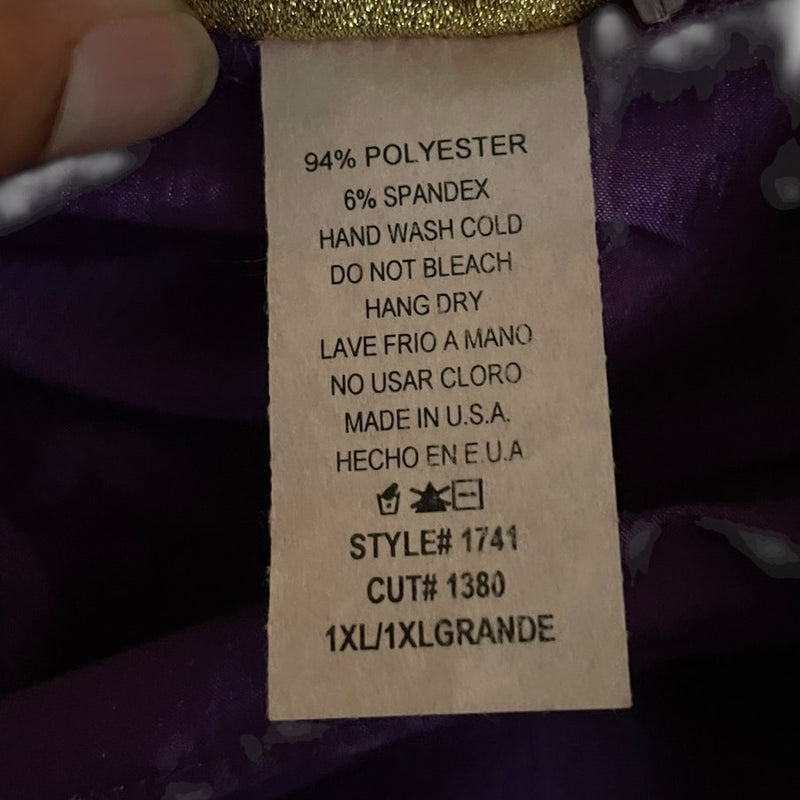 94% POLYESTER
6% SPANDEX
HAND WASH COLD
DO NOT BLEACH
HANG DRY
LAVE FRIO A MANO
NO USAR CLORO
MADE IN U.S.A.
HECHO EN E.U.A
STYLE# 1741
CUT# 1380
1XL/1XLGRANDE